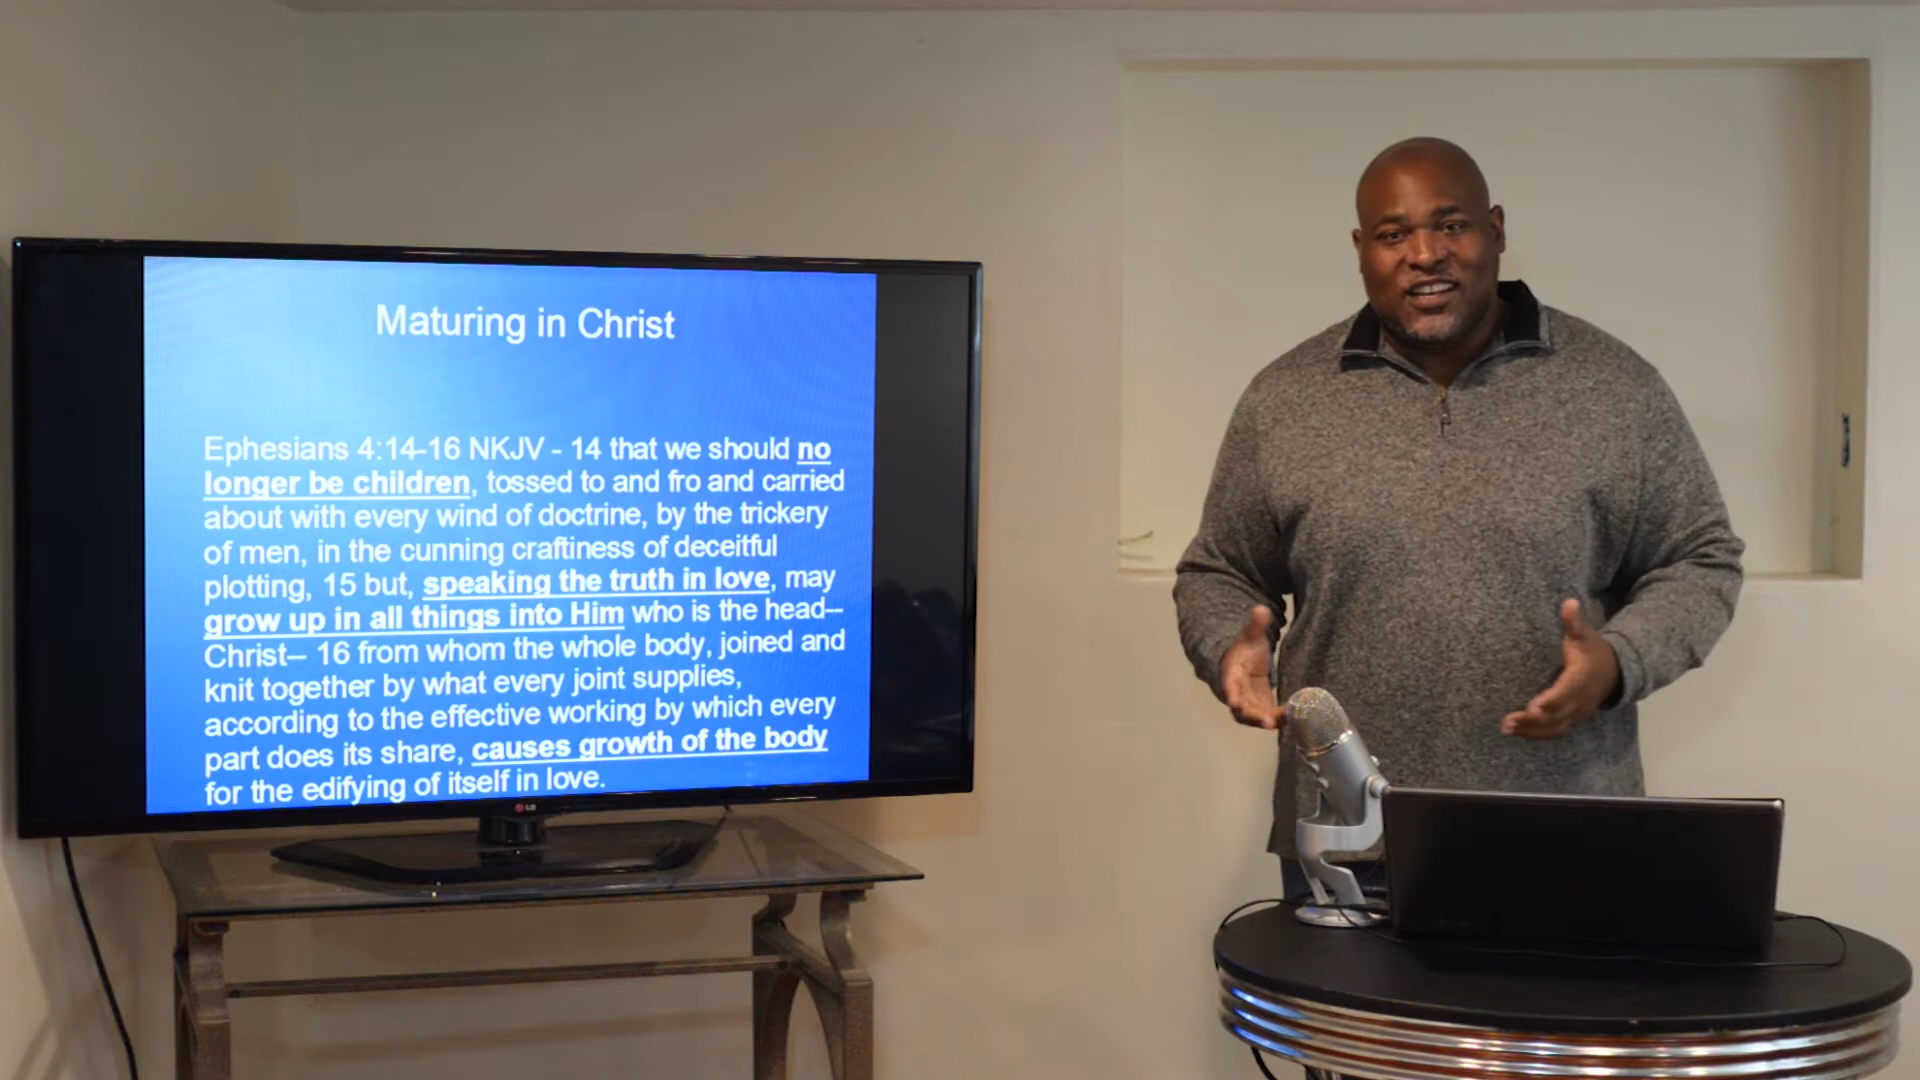 Maturing in Christ
Ephesians 4:14-16 NKJV - 14 that we should no
longer be children, tossed to and fro and carried
about with every wind of doctrine, by the trickery
of men, in the cunning craftiness of deceitful
plotting, 15 but, speaking the truth in love, may
grow up in all things into Him who is the head--
Christ-- 16 from whom the whole body, joined and
knit together by what every joint supplies,
according to the effective working by which every
part does its share, causes growth of the body
for the edifying of itself in love.
LG